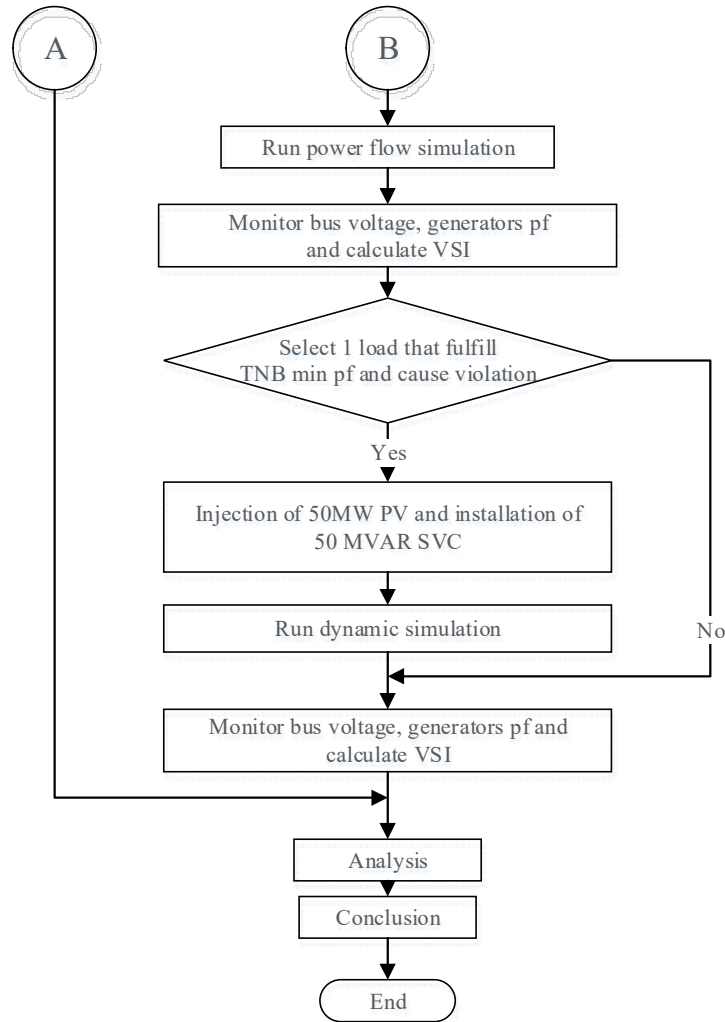 A
B
Run power flow simulation
Monitor bus voltage, generators pf
and calculate VSI
Select 1 load that fulfill
TNB min pf and cause violation
Yes
Injection of 50MW PV and installation of
50 MVAR SVC
Run dynamic simulation
No
Monitor bus voltage, generators pf and
calculate VSI
Analysis
Conclusion
End